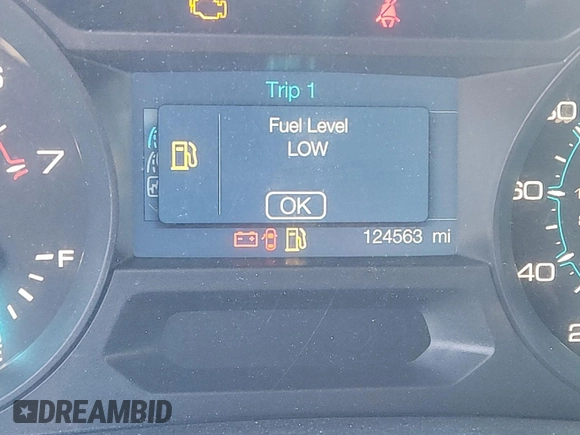 Trip 1
Fuel Level
LOW
OK
124563 mi
7
F
60
40
DREAMBID